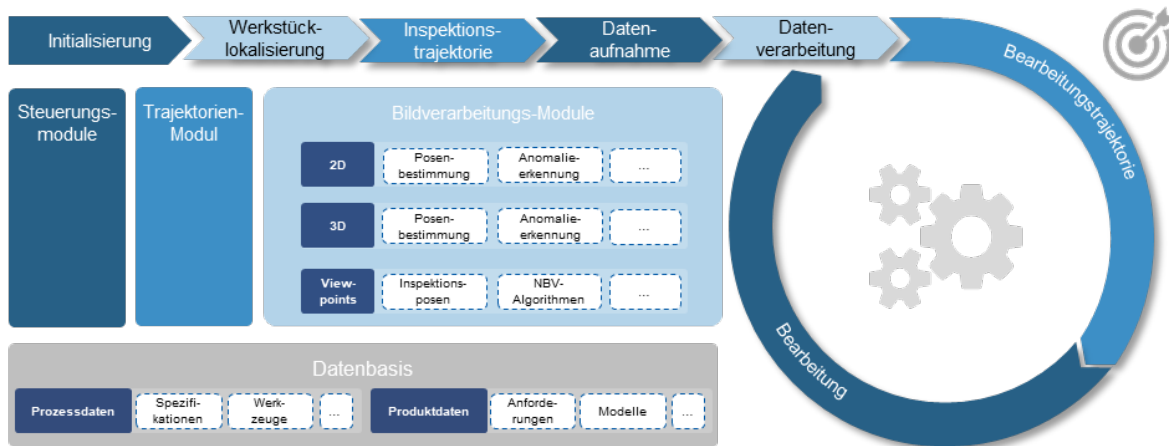 Initialisierung
Werkstück-
lokalisierung
Inspektions-
trajektorie
Daten-
aufnahme
Daten-
verarbeitung
Bearbeitungstrajektorie
Bearbeitung
Steuerungs-
module
Trajektorien-
Modul
Bildverarbeitungs-Module
2D
Posen-
bestimmung
Anomalie-
erkennung
...
3D
Posen-
bestimmung
Anomalie-
erkennung
...
View-
points
Inspektions-
posen
NBV-
Algorithmen
...
Datenbasis
Prozessdaten
Spezifi-
kationen
Werk-
zeuge
...
Produktdaten
Anforde-
rungen
Modelle
...